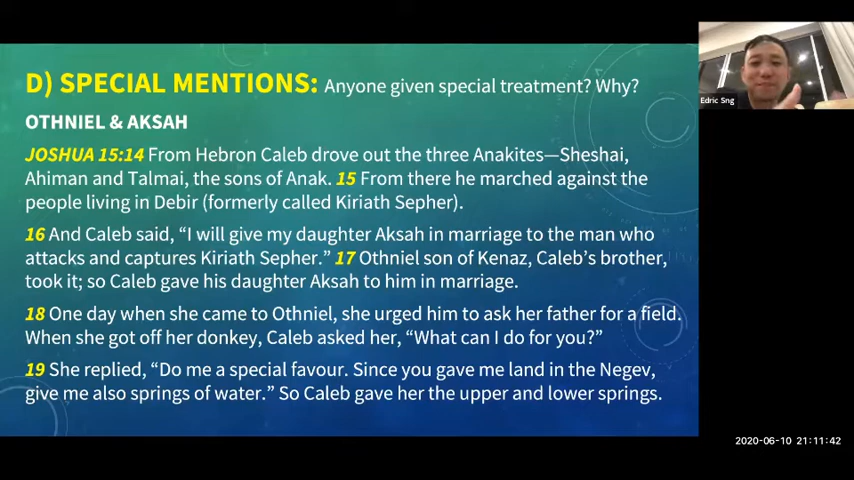 D) SPECIAL MENTIONS: Anyone given special treatment? Why?
OTHNIEL & AKSAH
JOSHUA 15:14 From Hebron Caleb drove out the three Anakites—Sheshai,
Ahiman and Talmai, the sons of Anak. 15 From there he marched against the
people living in Debir (formerly called Kiriath Sepher).
16 And Caleb said, “I will give my daughter Aksah in marriage to the man who
attacks and captures Kiriath Sepher.” 17 Othniel son of Kenaz, Caleb’s brother,
took it; so Caleb gave his daughter Aksah to him in marriage.
18 One day when she came to Othniel, she urged him to ask her father for a field.
When she got off her donkey, Caleb asked her, “What can I do for you?”
19 She replied, “Do me a special favour. Since you gave me land in the Negev,
give me also springs of water.” So Caleb gave her the upper and lower springs.
Edric Sng
2020-06-10 21:11:42